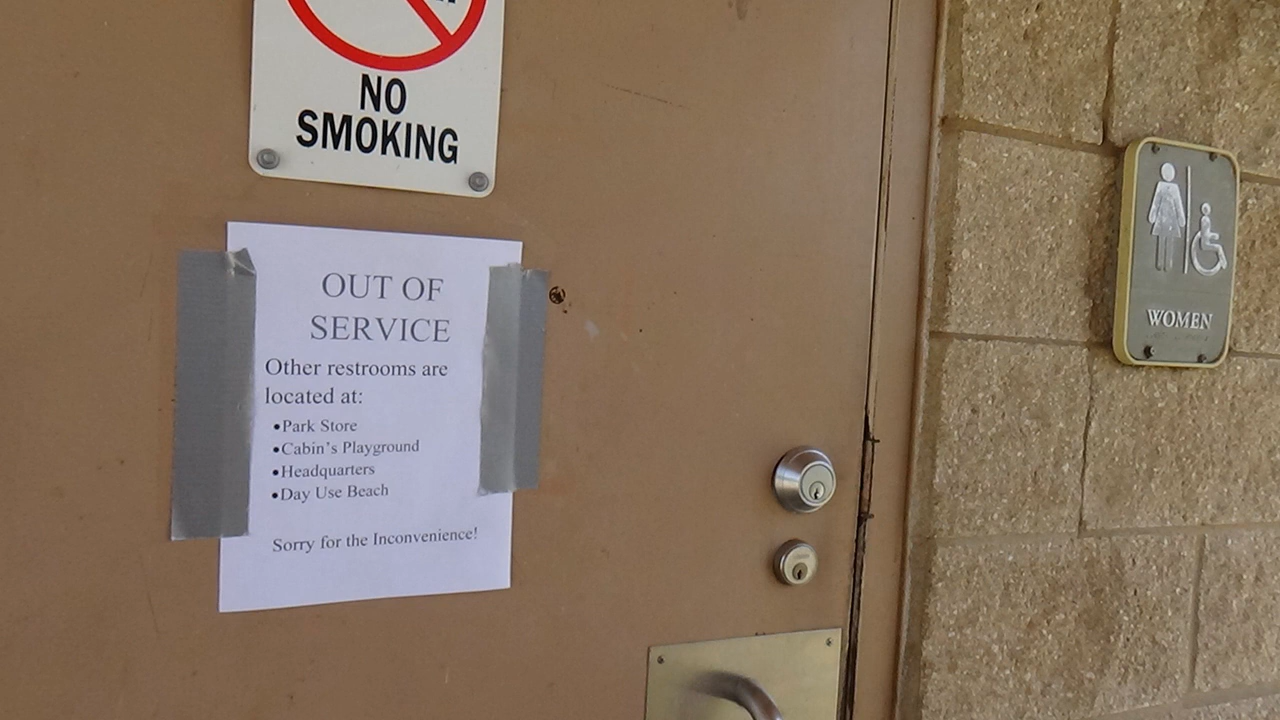 NO
SMOKING
OUT OF
SERVICE
Other restrooms are
located at:
•Park Store
•Cabin's Playground
•Headquarters
•Day Use Beach
Sorry for the Inconvenience!
WOMEN